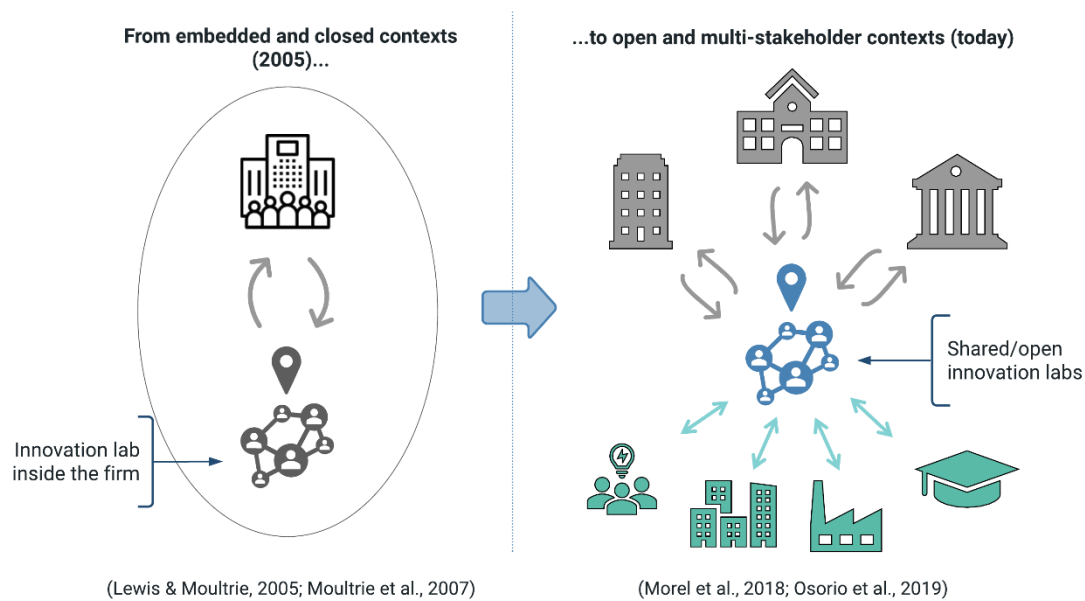 From embedded and closed contexts
(2005)...
...to open and multi-stakeholder contexts (today)
Innovation lab
inside the firm
Shared/open
innovation labs
(Lewis & Moultrie, 2005; Moultrie et al., 2007)
(Morel et al., 2018; Osorio et al., 2019)